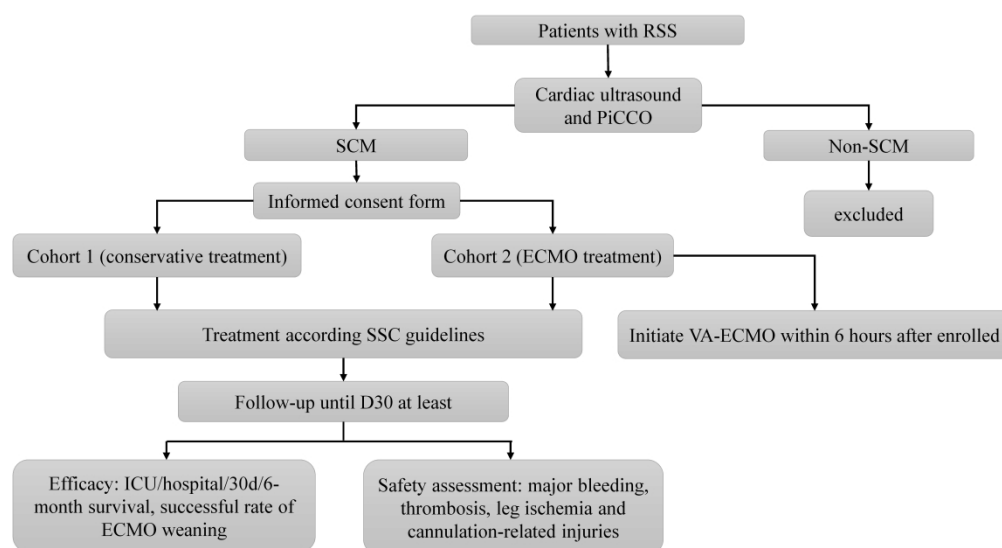 Patients with RSS
Cardiac ultrasound
and PiCCO
SCM
Non-SCM
Informed consent form
excluded
Cohort 1 (conservative treatment)
Cohort 2 (ECMO treatment)
Treatment according SSC guidelines
Initiate VA-ECMO within 6 hours after enrolled
Follow-up until D30 at least
Efficacy: ICU/hospital/30d/6-
month survival, successful rate of
ECMO weaning
Safety assessment: major bleeding,
thrombosis, leg ischemia and
cannulation-related injuries